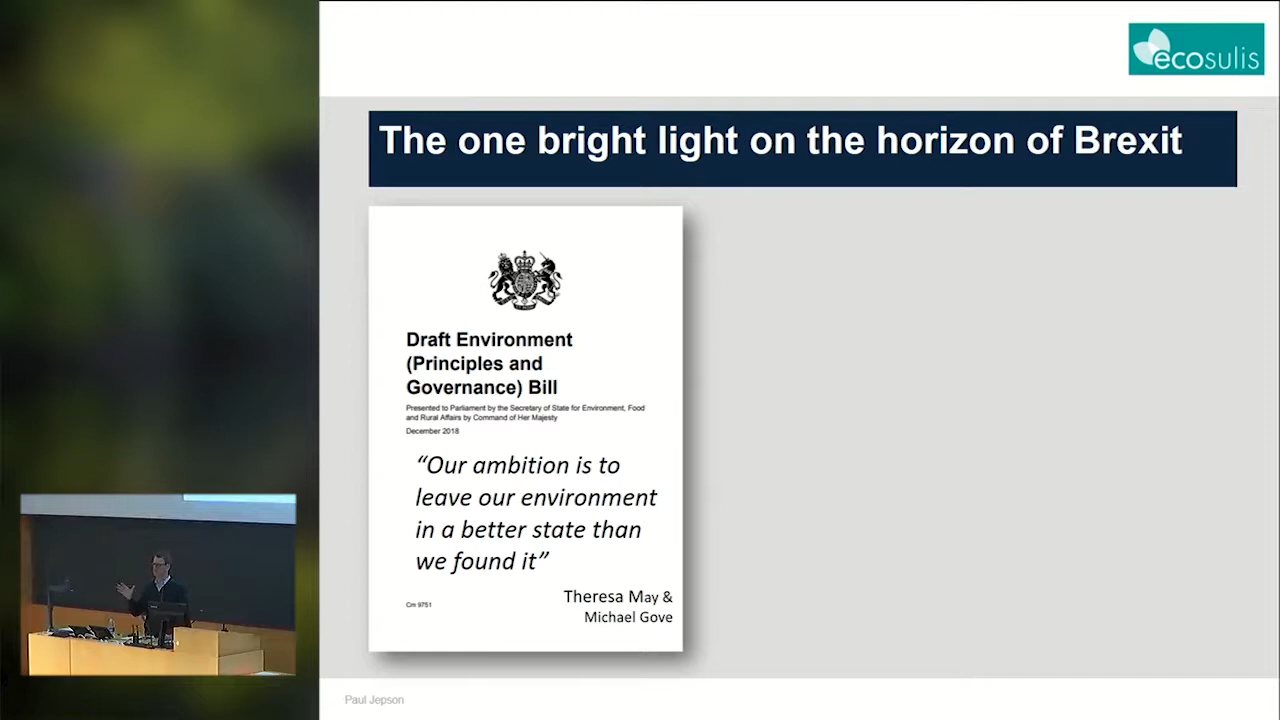 ecosulis
The one bright light on the horizon of Brexit
Draft Environment
(Principles and
Governance) Bill
Presented to Parliament by the Secretary of State for Environment, Food
and Rural Affairs by Command of Her Majesty
December 2018
“Our ambition is to
leave our environment
in a better state than
we found it”
Theresa May &
Michael Gove
Cm 9751
Paul Jepson